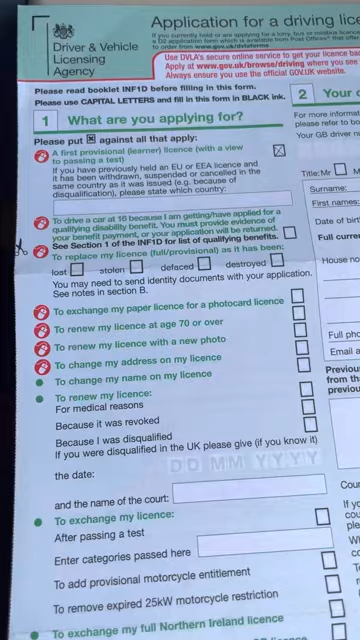 Application for a driving lice
If you currently hold or are applying for a lorry, bus or minibus licence
a D2 application form which is available from Post Offices® that offe
to order from www.gov.uk/dvlaforms
Driver & Vehicle
Licensing
Agency
Use DVLA's secure online service to get your licence bac
Apply at www.gov.uk/browse/driving where you see
Always ensure you use the official GOV.UK website.
Please read booklet INF1D before filling in this form.
Please use CAPITAL LETTERS and fill in this form in BLACK ink.
1 What are you applying for?
Please put ☒ against all that apply:
A first provisional (learner) licence (with a view
to passing a test)
If you have previously held an EU or EEA licence and
it has been withdrawn, suspended or cancelled in the
same country as it was issued (e.g. because of
disqualification), please state which country:
To drive a car at 16 because I am getting/have applied for a
qualifying disability benefit. You must provide evidence of
your benefit payment, or your application will be returned.
See Section 1 of the INF1D for list of qualifying benefits.
To replace my licence (full/provisional) as it has been:
lost stolen defaced destroyed
You may need to send identity documents with your application.
See notes in section B.
To exchange my paper licence for a photocard licence
To renew my licence at age 70 or over
To renew my licence with a new photo
To change my address on my licence
To change my name on my licence
To renew my licence:
For medical reasons
Because it was revoked
Because I was disqualified
If you were disqualified in the UK please give (if you know it)
the date: DD MM YYYY
and the name of the court:
To exchange my licence:
After passing a test
Enter categories passed here
To add provisional motorcycle entitlement
To remove expired 25kW motorcycle restriction
To exchange my full Northern Ireland licence
2 Your d
For more informati
please refer to bo
Your GB driver nu
Title: Mr M
Surname:
First names:
Date of birt
Full curre
House no
Full pho
Email a
Previou
from th
previou
Cour
If yo
cou
ple